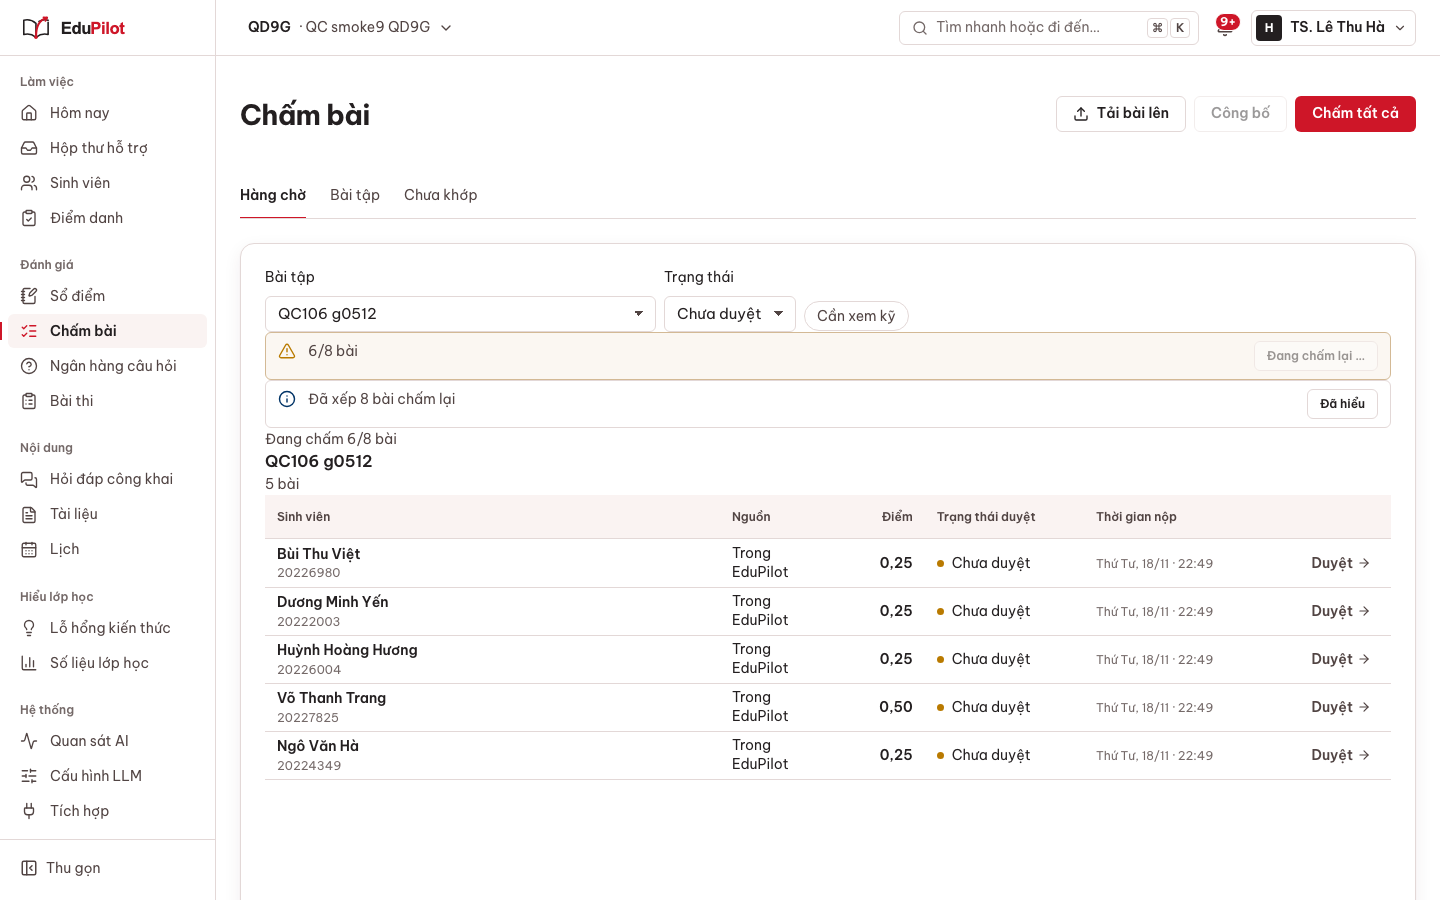 EduPilot
QD9G · QC smoke9 QD9G
Tìm nhanh hoặc đi đến...
⌘ K
9+
H
TS. Lê Thu Hà
Làm việc
Hôm nay
Hộp thư hỗ trợ
Sinh viên
Điểm danh
Đánh giá
Sổ điểm
Chấm bài
Ngân hàng câu hỏi
Bài thi
Nội dung
Hỏi đáp công khai
Tài liệu
Lịch
Hiểu lớp học
Lỗ hổng kiến thức
Số liệu lớp học
Hệ thống
Quan sát AI
Cấu hình LLM
Tích hợp
Thu gọn
Chấm bài
Tải bài lên
Công bố
Chấm tất cả
Hàng chờ
Bài tập
Chưa khớp
Bài tập
Trạng thái
QC106 g0512
Chưa duyệt
Cần xem kỹ
6/8 bài
Đang chấm lại ...
Đã xếp 8 bài chấm lại
Đã hiểu
Đang chấm 6/8 bài
QC106 g0512
5 bài
Sinh viên Nguồn Điểm Trạng thái duyệt Thời gian nộp
Bùi Thu Việt
20226980
Trong
EduPilot
0,25 Chưa duyệt Thứ Tư, 18/11 · 22:49 Duyệt →
Dương Minh Yến
20222003
Trong
EduPilot
0,25 Chưa duyệt Thứ Tư, 18/11 · 22:49 Duyệt →
Huỳnh Hoàng Hương
20226004
Trong
EduPilot
0,25 Chưa duyệt Thứ Tư, 18/11 · 22:49 Duyệt →
Võ Thanh Trang
20227825
Trong
EduPilot
0,50 Chưa duyệt Thứ Tư, 18/11 · 22:49 Duyệt →
Ngô Văn Hà
20224349
Trong
EduPilot
0,25 Chưa duyệt Thứ Tư, 18/11 · 22:49 Duyệt →